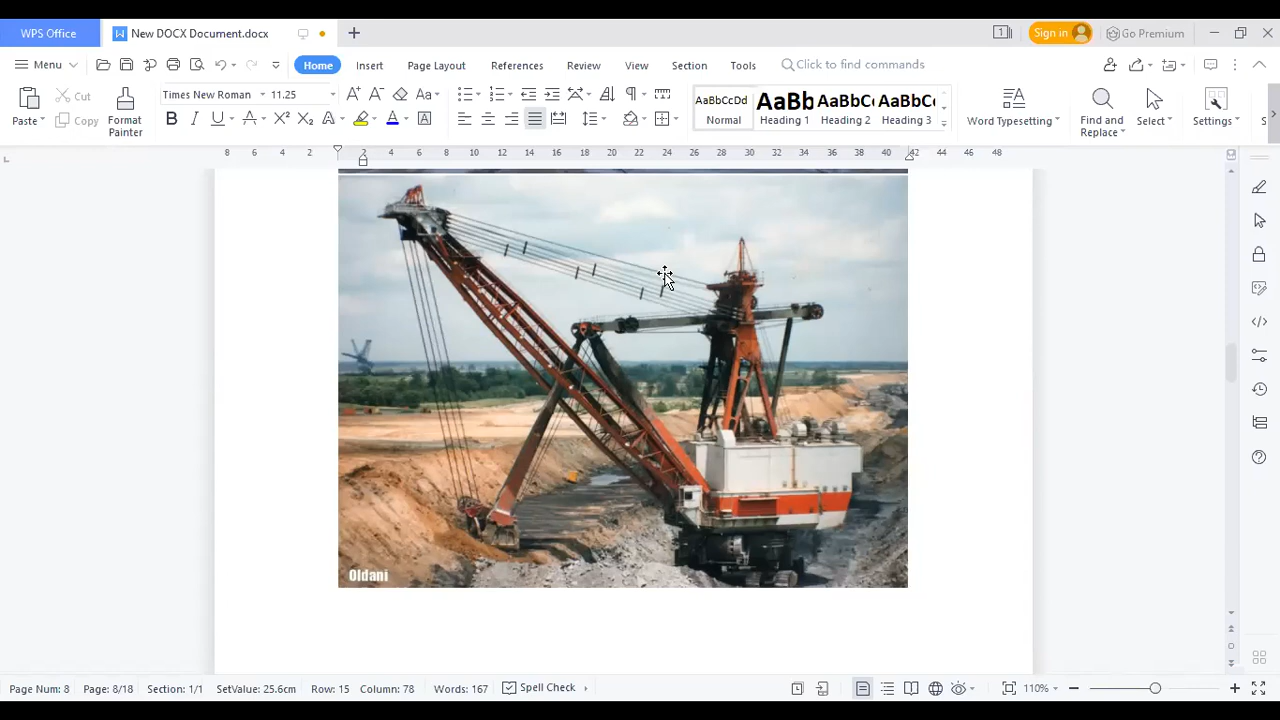 WPS Office
New DOCX Document.docx
1
Sign in
Go Premium
Menu
Home
Insert
Page Layout
References
Review
View
Section
Tools
Click to find commands
Paste
Cut
Copy
Format Painter
Times New Roman
11.25
AaBbCcDd
Normal
AaBb
Heading 1
AaBbC
Heading 2
AaBbC
Heading 3
Word Typesetting
Find and Replace
Select
Settings
S
8 6 4 2 2 4 6 8 10 12 14 16 18 20 22 24 26 28 30 32 34 36 38 40 42 44 46 48
Oldani
Page Num: 8
Page: 8/18
Section: 1/1
SetValue: 25.6cm
Row: 15
Column: 78
Words: 167
Spell Check
110%